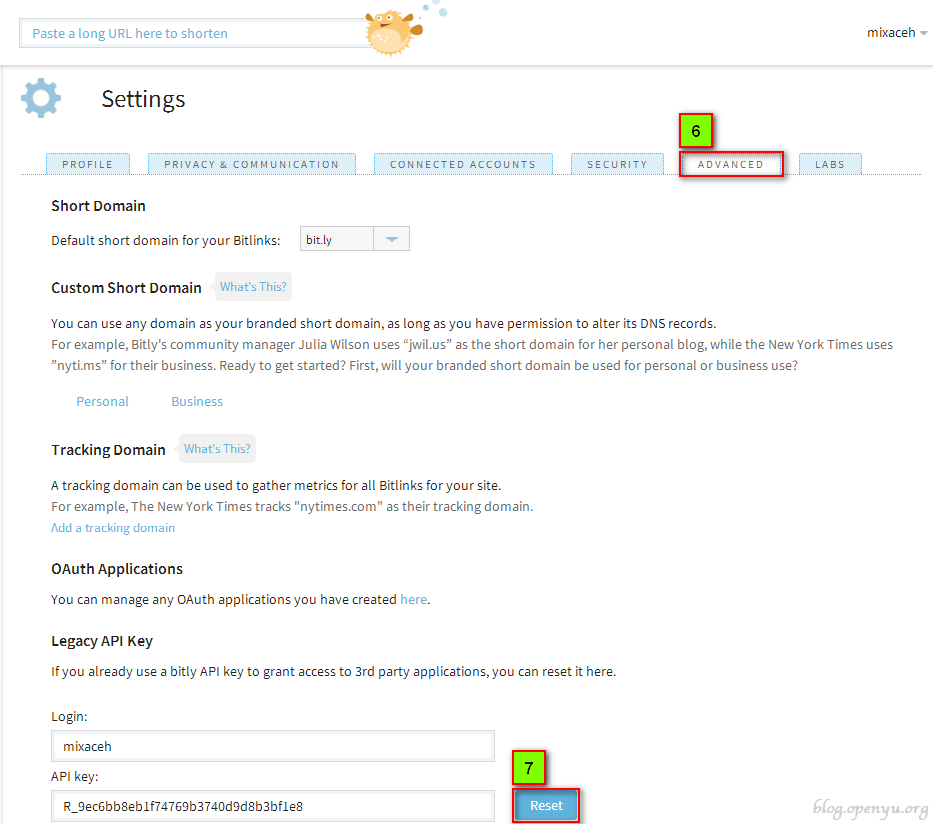 Paste a long URL here to shorten
mixaceh
Settings
6
PROFILE
PRIVACY & COMMUNICATION
CONNECTED ACCOUNTS
SECURITY
ADVANCED
LABS
Short Domain
Default short domain for your Bitlinks:
bit.ly
Custom Short Domain
What's This?
You can use any domain as your branded short domain, as long as you have permission to alter its DNS records.
For example, Bitly's community manager Julia Wilson uses “jwil.us” as the short domain for her personal blog, while the New York Times uses
”nyti.ms” for their business. Ready to get started? First, will your branded short domain be used for personal or business use?
Personal
Business
Tracking Domain
What's This?
A tracking domain can be used to gather metrics for all Bitlinks for your site.
For example, The New York Times tracks "nytimes.com" as their tracking domain.
Add a tracking domain
OAuth Applications
You can manage any OAuth applications you have created here.
Legacy API Key
If you already use a bitly API key to grant access to 3rd party applications, you can reset it here.
Login:
mixaceh
API key:
7
R_9ec6bb8eb1f74769b3740d9d8b3bf1e8
Reset
blog.openyu.org